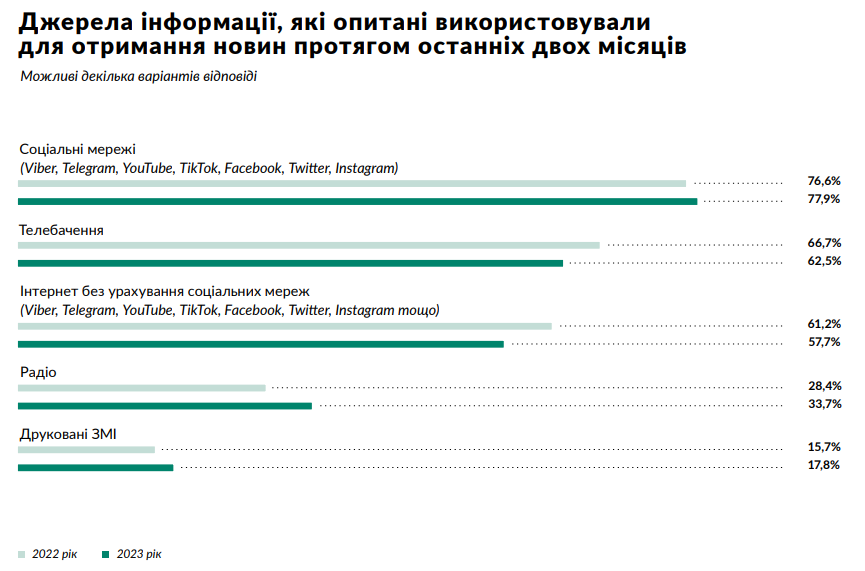 Джерела інформації, які опитані використовували
для отримання новин протягом останніх двох місяців
Можливі декілька варіантів відповіді
Соціальні мережі
(Viber, Telegram, YouTube, TikTok, Facebook, Twitter, Instagram)
76,6%
77,9%
Телебачення
66,7%
62,5%
Інтернет без урахування соціальних мереж
(Viber, Telegram, YouTube, TikTok, Facebook, Twitter, Instagram тощо)
61,2%
57,7%
Радіо
28,4%
33,7%
Друковані ЗМІ
15,7%
17,8%
2022 рік
2023 рік